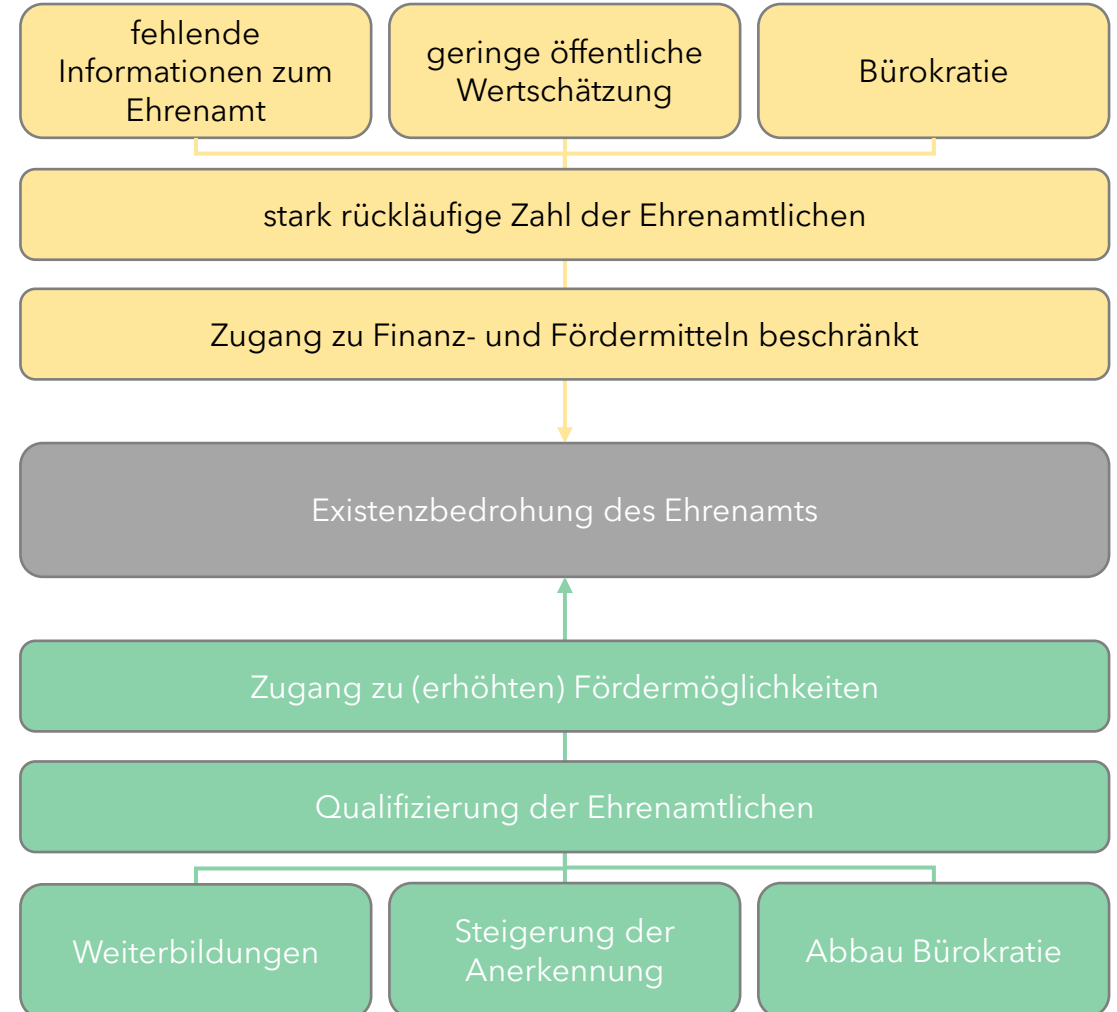 fehlende
Informationen zum
Ehrenamt
geringe öffentliche
Wertschätzung
Bürokratie
stark rückläufige Zahl der Ehrenamtlichen
Zugang zu Finanz- und Fördermitteln beschränkt
Existenzbedrohung des Ehrenamts
Zugang zu (erhöhten) Fördermöglichkeiten
Qualifizierung der Ehrenamtlichen
Weiterbildungen
Steigerung der
Anerkennung
Abbau Bürokratie